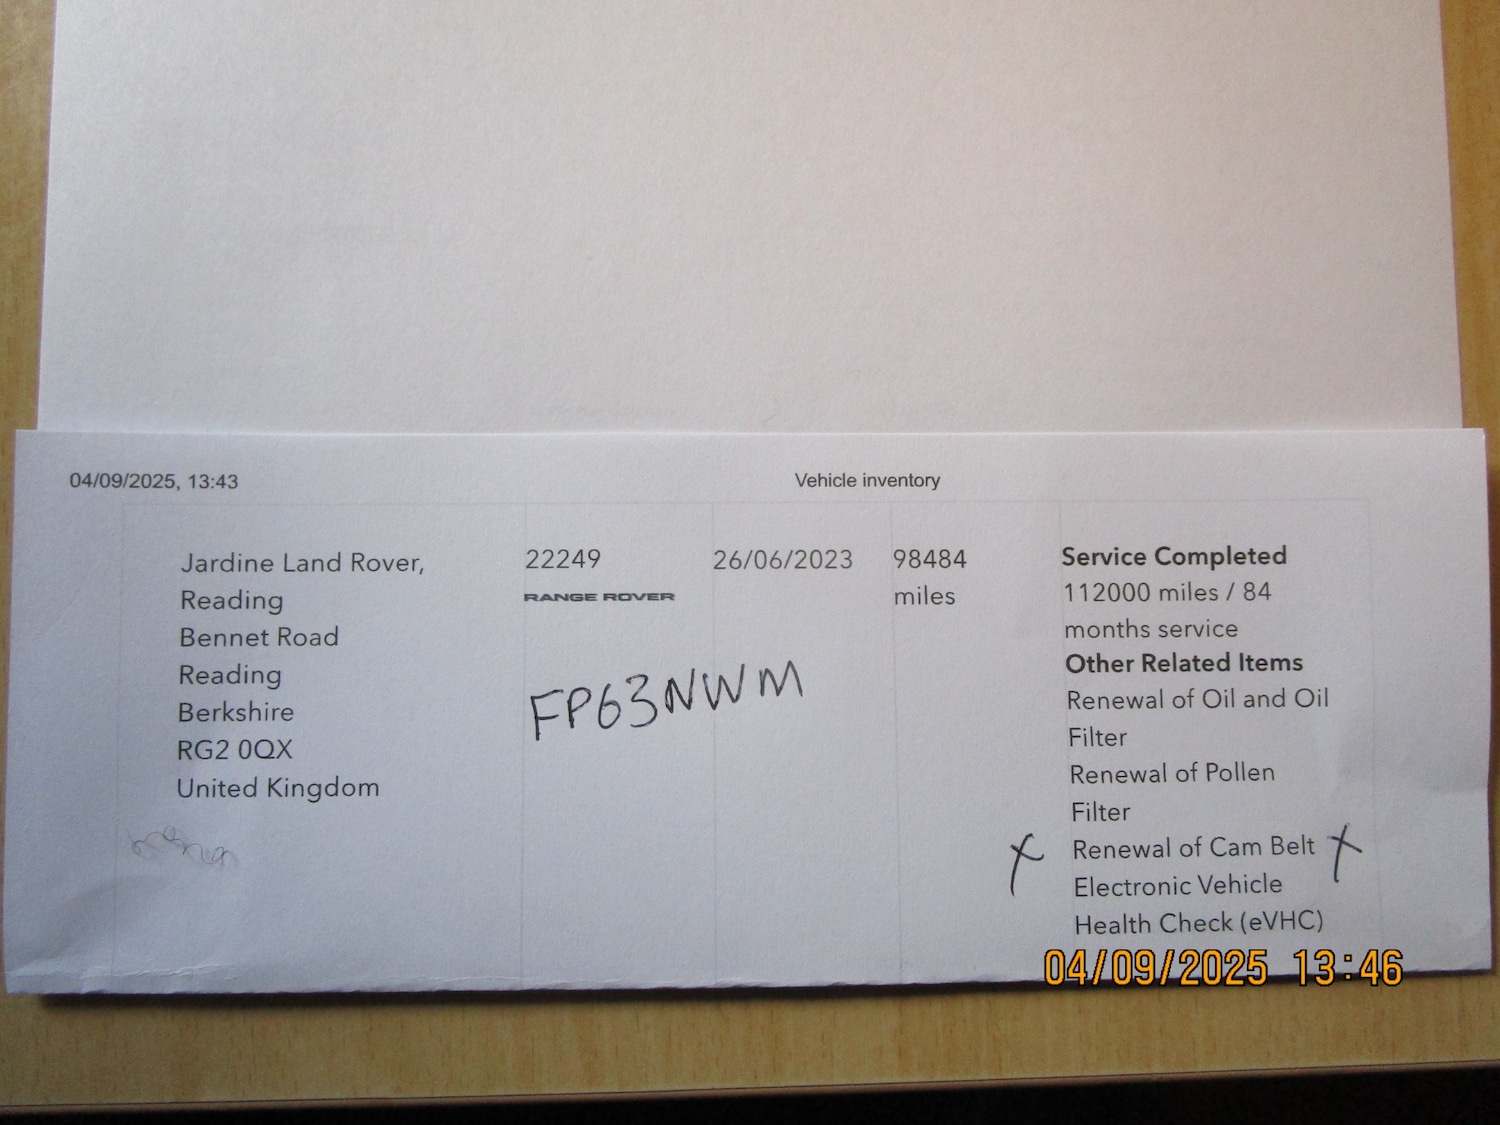 04/09/2025, 13:43
Vehicle inventory
Jardine Land Rover,
Reading
Bennet Road
Reading
Berkshire
RG2 0QX
United Kingdom
22249
RANGE ROVER
26/06/2023
98484
miles
FP63NWM
Service Completed
112000 miles / 84
months service
Other Related Items
Renewal of Oil and Oil
Filter
Renewal of Pollen
Filter
X Renewal of Cam Belt X
Electronic Vehicle
Health Check (eVHC)
04/09/2025 13:46